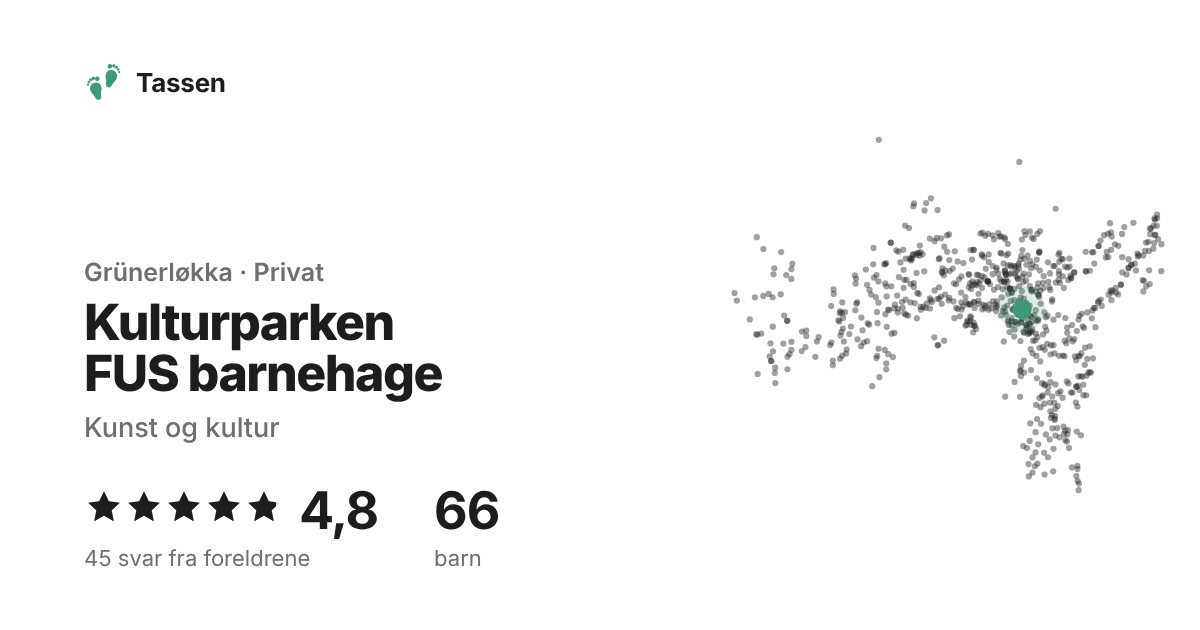 Tassen
Grünerløkka · Privat
Kulturparken
FUS barnehage
Kunst og kultur
4,8
66
45 svar fra foreldrene
barn